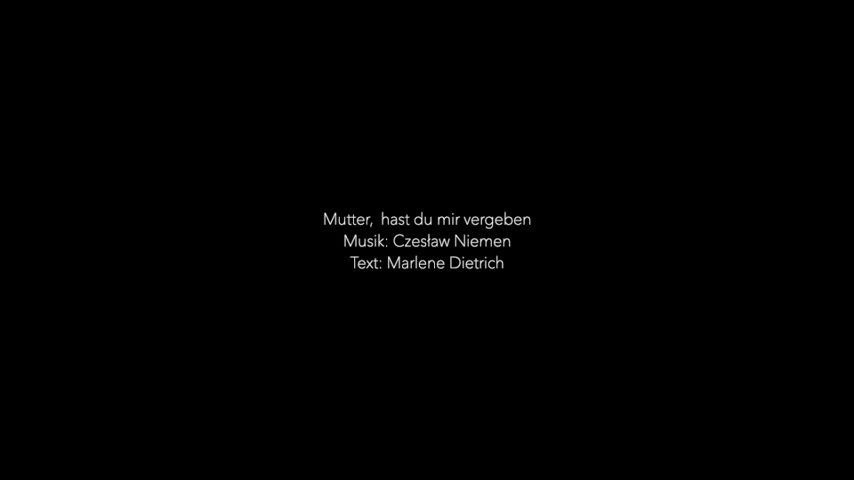 Mutter, hast du mir vergeben
Musik: Czesław Niemen
Text: Marlene Dietrich